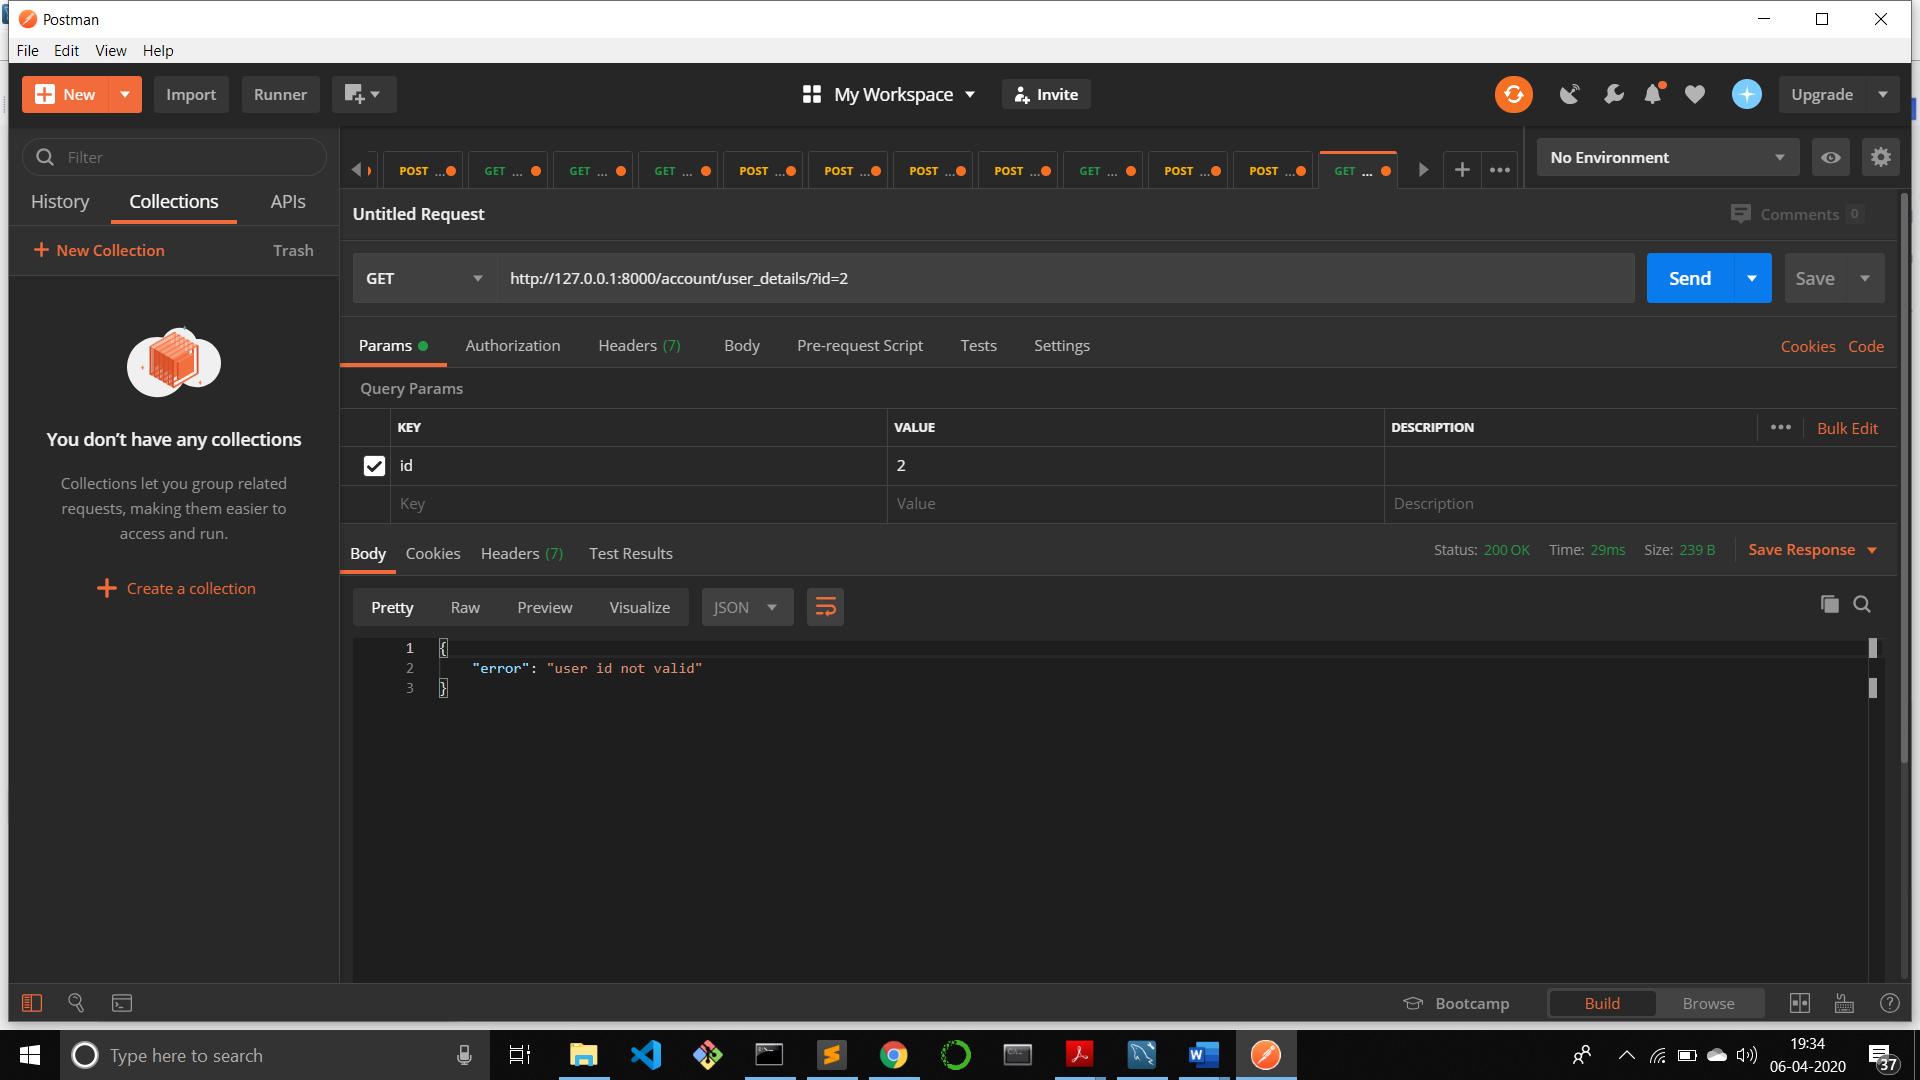 Postman
File Edit View Help
New Import Runner My Workspace Invite Upgrade
Filter
POST ... GET ... GET ... GET ... POST ... POST ... POST ... POST ... GET ... POST ... POST ... GET ... No Environment
History Collections APIs
Untitled Request Comments 0
New Collection Trash
GET http://127.0.0.1:8000/account/user_details/?id=2 Send Save
Params Authorization Headers (7) Body Pre-request Script Tests Settings Cookies Code
Query Params
KEY VALUE DESCRIPTION Bulk Edit
id 2
Key Value Description
You don't have any collections
Collections let you group related
requests, making them easier to
access and run.
Create a collection
Body Cookies Headers (7) Test Results Status: 200 OK Time: 29ms Size: 239 B Save Response
Pretty Raw Preview Visualize JSON
1 {
2 "error": "user id not valid"
3 }
Bootcamp Build Browse
Type here to search
19:34
06-04-2020
37